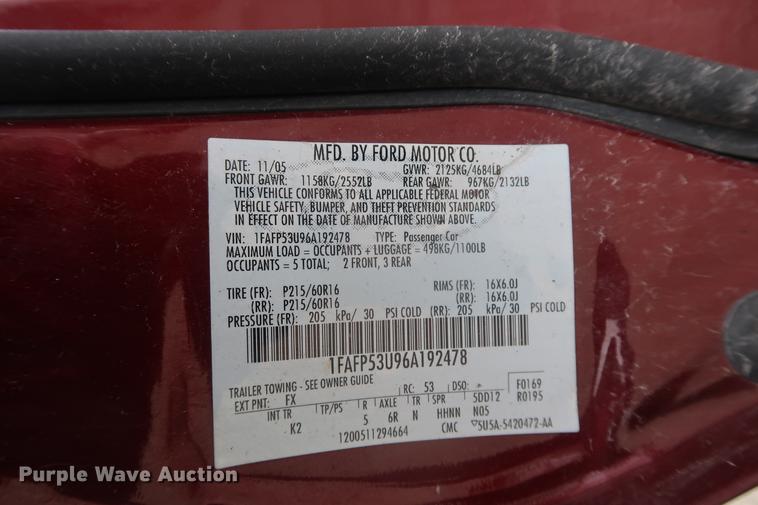 MFD. BY FORD MOTOR CO.
DATE: 11/05 GVWR: 2125KG/4684LB
FRONT GAWR: 1158KG/2552LB REAR GAWR: 967KG/2132LB
THIS VEHICLE CONFORMS TO ALL APPLICABLE FEDERAL MOTOR
VEHICLE SAFETY, BUMPER, AND THEFT PREVENTION STANDARDS
IN EFFECT ON THE DATE OF MANUFACTURE SHOWN ABOVE.
VIN: 1FAFP53U96A192478 TYPE: Passenger Car
MAXIMUM LOAD = OCCUPANTS + LUGGAGE = 498KG/1100LB
OCCUPANTS = 5 TOTAL; 2 FRONT, 3 REAR
TIRE (FR): P215/60R16 RIMS (FR): 16X6.0J
(RR): P215/60R16 (RR): 16X6.0J
PRESSURE (FR): 205 kPa/ 30 PSI COLD (RR): 205 kPa/ 30 PSI COLD
1FAFP53U96A192478
TRAILER TOWING - SEE OWNER GUIDE
EXT PNT: FX RC: 53 DSO: F0169
INT TR TP/PS R AXLE TR SPR 5DD12 R0195
K2 5 6R N HHNN N05
1200511294664 CMC 5U5A-5420472-AA
Purple Wave Auction